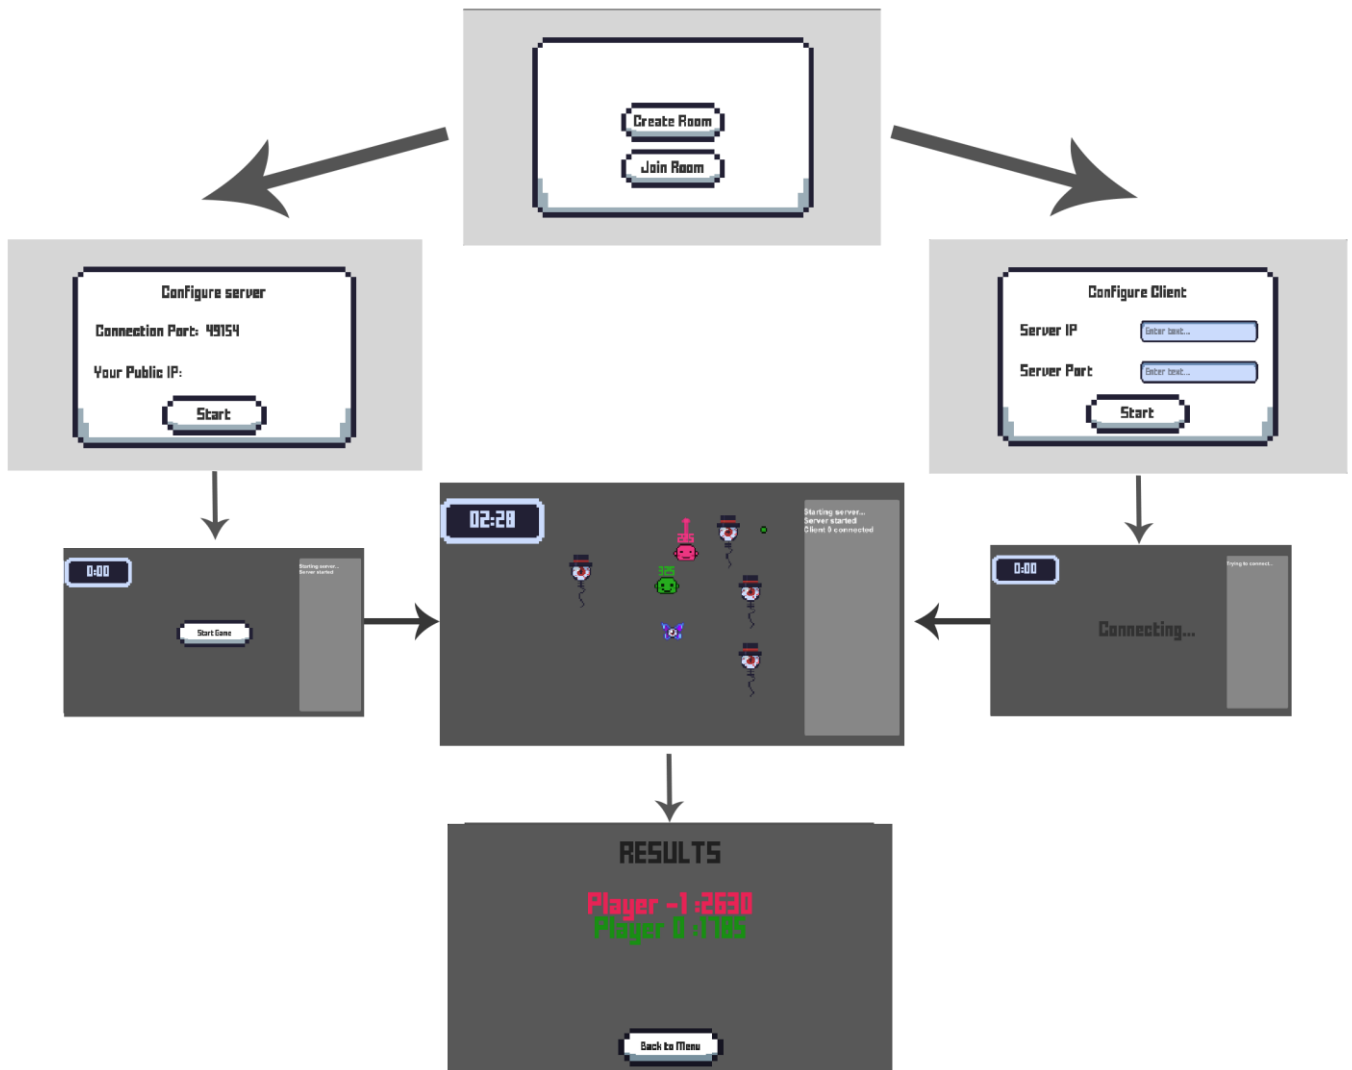 Create Room
Join Room
Configure server
Connection Port: 49154
Your Public IP:
Start
Configure Client
Server IP
Enter text...
Server Port
Enter text...
Start
0:00
Start Game
Starting server...
Server started
02:28
325
Starting server...
Server started
Client 0 connected
0:00
Connecting...
Trying to connect...
RESULTS
Player -1 :2630
Player 0 :1785
Back to Menu